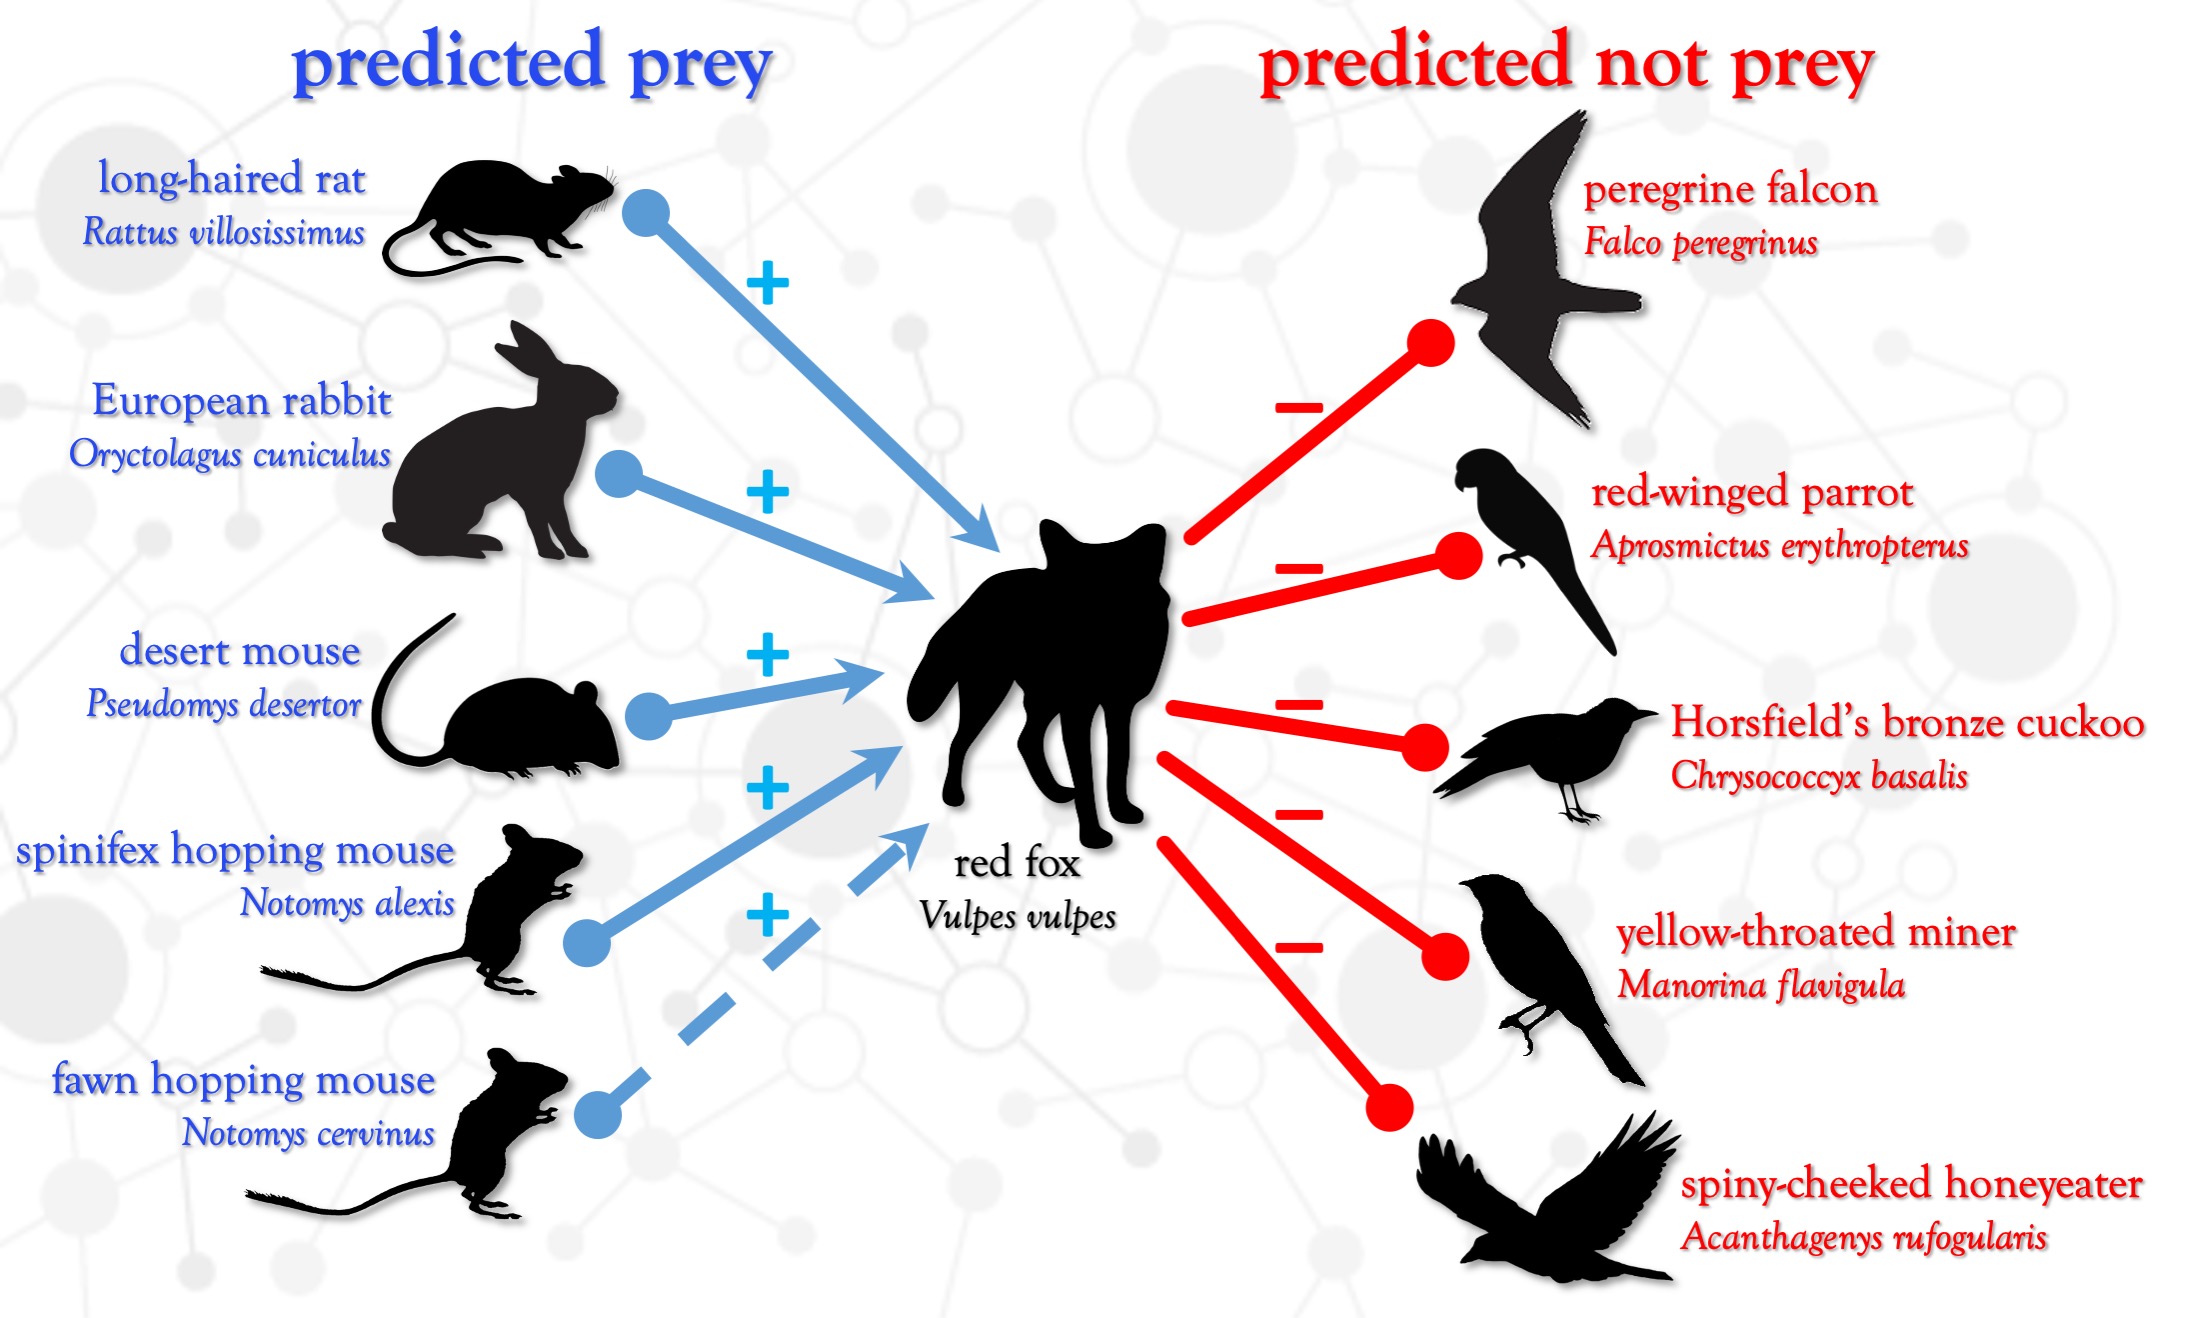 predicted prey
long-haired rat
Rattus villosissimus
+
European rabbit
Oryctolagus cuniculus
+
desert mouse
Pseudomys desertor
+
spinifex hopping mouse
Notomys alexis
+
fawn hopping mouse
Notomys cervinus
+
red fox
Vulpes vulpes
predicted not prey
peregrine falcon
Falco peregrinus
–
red-winged parrot
Aprosmictus erythropterus
–
Horsfield's bronze cuckoo
Chrysococcyx basalis
–
yellow-throated miner
Manorina flavigula
–
spiny-cheeked honeyeater
Acanthagenys rufogularis
–